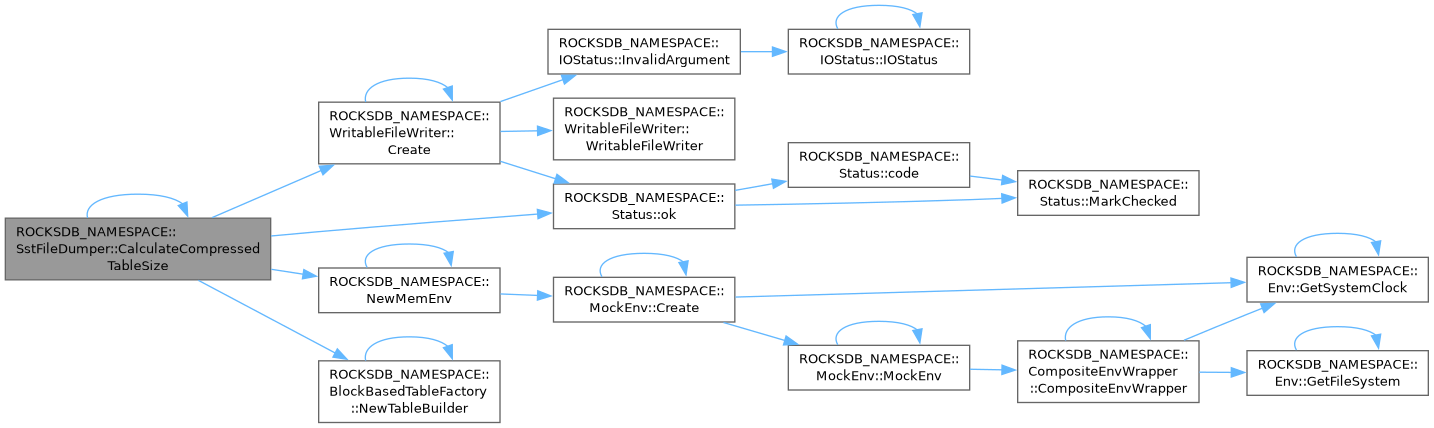 ROCKSDB_NAMESPACE::
SstFileDumper::CalculateCompressed
TableSize
ROCKSDB_NAMESPACE::
WritableFileWriter::
Create
ROCKSDB_NAMESPACE::
IOStatus::InvalidArgument
ROCKSDB_NAMESPACE::
IOStatus::IOStatus
ROCKSDB_NAMESPACE::
WritableFileWriter::
WritableFileWriter
ROCKSDB_NAMESPACE::
Status::ok
ROCKSDB_NAMESPACE::
Status::code
ROCKSDB_NAMESPACE::
Status::MarkChecked
ROCKSDB_NAMESPACE::
NewMemEnv
ROCKSDB_NAMESPACE::
MockEnv::Create
ROCKSDB_NAMESPACE::
MockEnv::MockEnv
ROCKSDB_NAMESPACE::
CompositeEnvWrapper
::CompositeEnvWrapper
ROCKSDB_NAMESPACE::
Env::GetSystemClock
ROCKSDB_NAMESPACE::
Env::GetFileSystem
ROCKSDB_NAMESPACE::
BlockBasedTableFactory
::NewTableBuilder